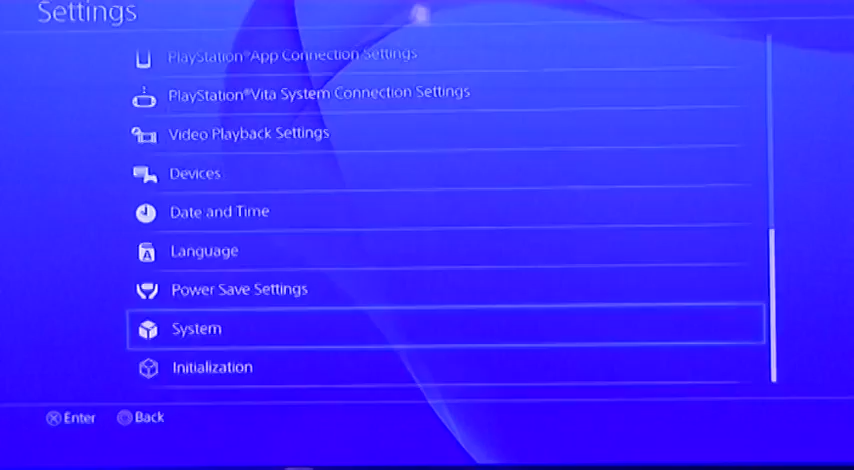 Settings
PlayStation®App Connection Settings
PlayStation®Vita System Connection Settings
Video Playback Settings
Devices
Date and Time
Language
Power Save Settings
System
Initialization
Enter Back